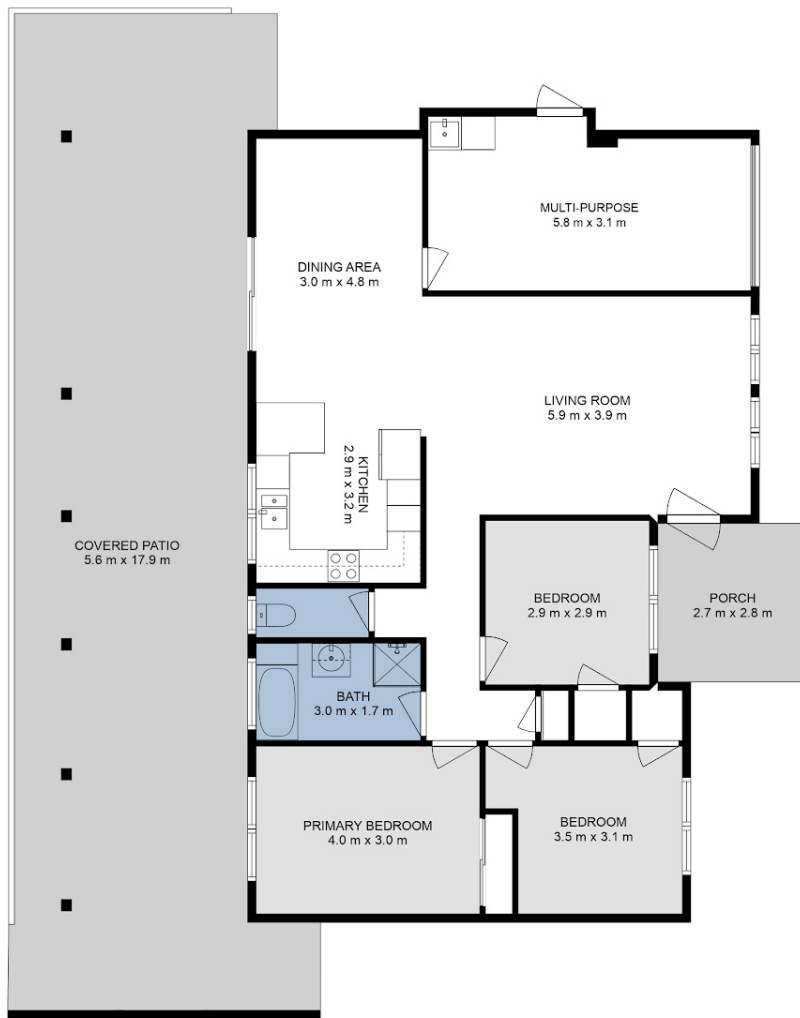 MULTI-PURPOSE
5.8 m x 3.1 m
DINING AREA
3.0 m x 4.8 m
LIVING ROOM
5.9 m x 3.9 m
KITCHEN
2.9 m x 3.2 m
COVERED PATIO
5.6 m x 17.9 m
BEDROOM
2.9 m x 2.9 m
PORCH
2.7 m x 2.8 m
BATH
3.0 m x 1.7 m
PRIMARY BEDROOM
4.0 m x 3.0 m
BEDROOM
3.5 m x 3.1 m